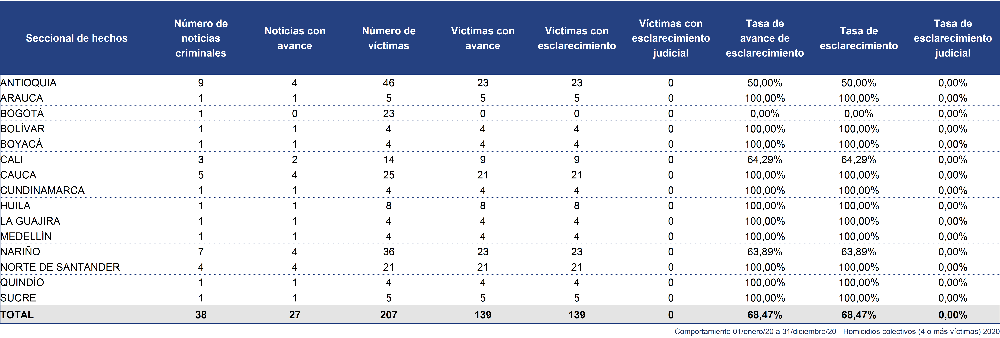 Seccional de hechos Número de noticias criminales Noticias con avance Número de víctimas Víctimas con avance Víctimas con esclarecimiento Víctimas con esclarecimiento judicial Tasa de avance de esclarecimiento Tasa de esclarecimiento Tasa de esclarecimiento judicial
ANTIOQUIA 9 4 46 23 23 0 50,00% 50,00% 0,00%
ARAUCA 1 1 5 5 5 0 100,00% 100,00% 0,00%
BOGOTÁ 1 0 23 0 0 0 0,00% 0,00% 0,00%
BOLÍVAR 1 1 4 4 4 0 100,00% 100,00% 0,00%
BOYACÁ 1 1 4 4 4 0 100,00% 100,00% 0,00%
CALI 3 2 14 9 9 0 64,29% 64,29% 0,00%
CAUCA 5 4 25 21 21 0 100,00% 100,00% 0,00%
CUNDINAMARCA 1 1 4 4 4 0 100,00% 100,00% 0,00%
HUILA 1 1 8 8 8 0 100,00% 100,00% 0,00%
LA GUAJIRA 1 1 4 4 4 0 100,00% 100,00% 0,00%
MEDELLÍN 1 1 4 4 4 0 100,00% 100,00% 0,00%
NARIÑO 7 4 36 23 23 0 63,89% 63,89% 0,00%
NORTE DE SANTANDER 4 4 21 21 21 0 100,00% 100,00% 0,00%
QUINDÍO 1 1 4 4 4 0 100,00% 100,00% 0,00%
SUCRE 1 1 5 5 5 0 100,00% 100,00% 0,00%
TOTAL 38 27 207 139 139 0 68,47% 68,47% 0,00%
Comportamiento 01/enero/20 a 31/diciembre/20 - Homicidios colectivos (4 o más víctimas) 2020